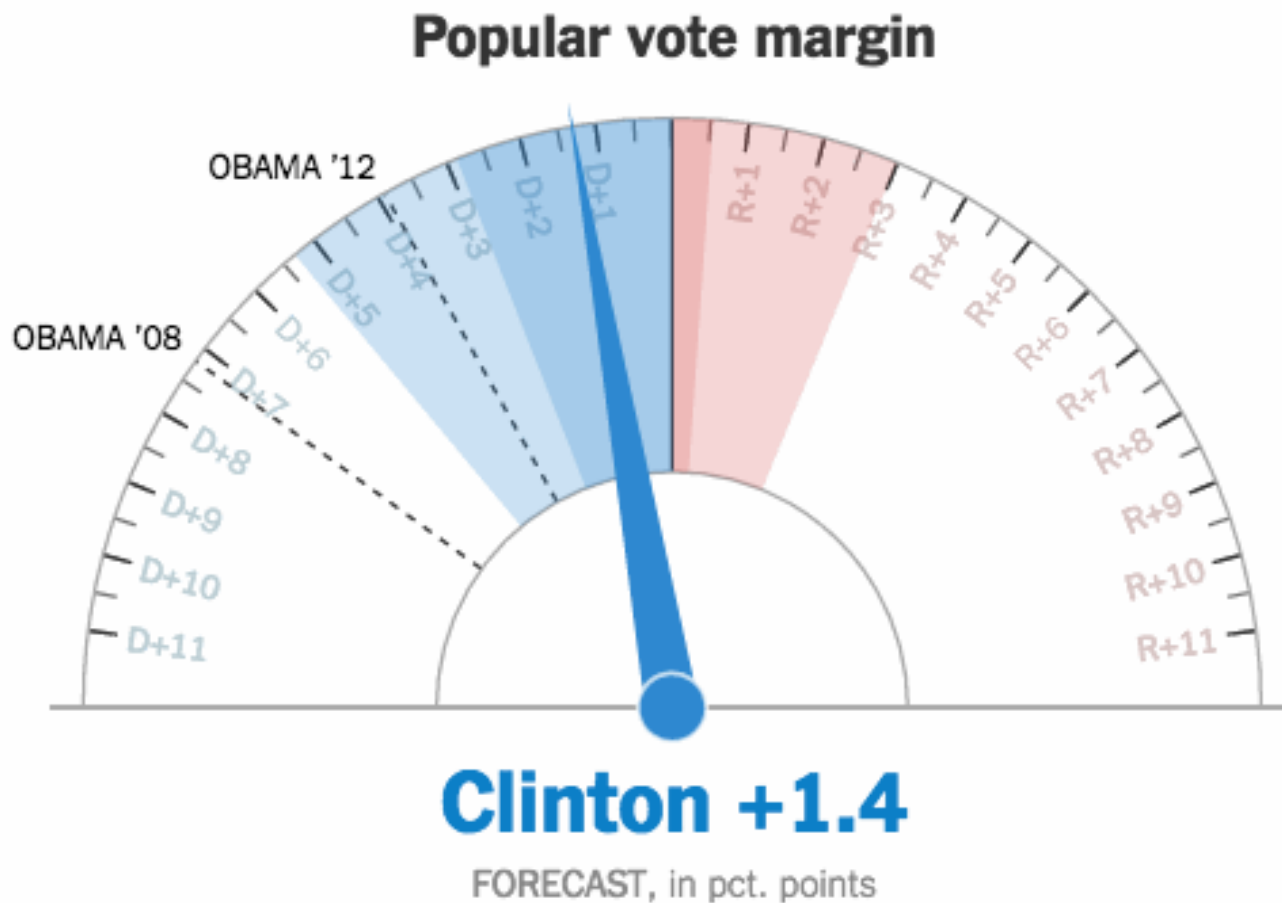 Popular vote margin
OBAMA '12
OBAMA '08
D+11
D+10
D+9
D+8
D+7
D+6
D+5
D+4
D+3
D+2
D+1
R+1
R+2
R+3
R+4
R+5
R+6
R+7
R+8
R+9
R+10
R+11
Clinton +1.4
FORECAST, in pct. points